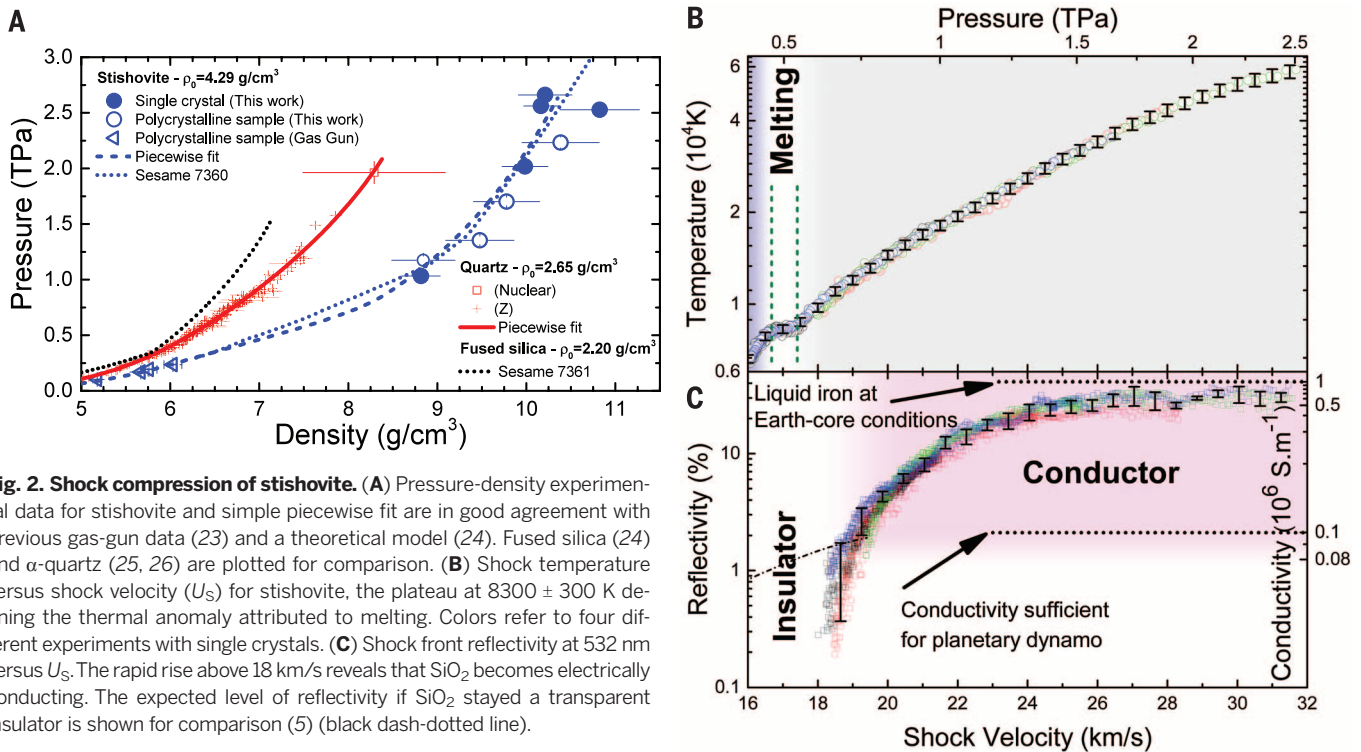 A
Pressure (TPa)
3.0
2.5
2.0
1.5
1.0
0.5
0.0
Stishovite - ρ₀=4.29 g/cm³
Single crystal (This work)
Polycrystalline sample (This work)
Polycrystalline sample (Gas Gun)
Piecewise fit
Sesame 7360
Quartz - ρ₀=2.65 g/cm³
(Nuclear)
(Z)
Piecewise fit
Fused silica - ρ₀=2.20 g/cm³
Sesame 7361
5 6 7 8 9 10 11
Density (g/cm³)
ig. 2. Shock compression of stishovite. (A) Pressure-density experimen-
al data for stishovite and simple piecewise fit are in good agreement with
revious gas-gun data (23) and a theoretical model (24). Fused silica (24)
nd α-quartz (25, 26) are plotted for comparison. (B) Shock temperature
ersus shock velocity (U_S) for stishovite, the plateau at 8300 ± 300 K de-
ning the thermal anomaly attributed to melting. Colors refer to four dif-
erent experiments with single crystals. (C) Shock front reflectivity at 532 nm
ersus U_S. The rapid rise above 18 km/s reveals that SiO₂ becomes electrically
onducting. The expected level of reflectivity if SiO₂ stayed a transparent
nsulator is shown for comparison (5) (black dash-dotted line).
B
Pressure (TPa)
0.5 1 1.5 2 2.5
Temperature (10⁴K)
6
4
2
1
0.6
Melting
C
Reflectivity (%)
10
1
0.1
Liquid iron at
Earth-core conditions
Insulator
Conductor
Conductivity sufficient
for planetary dynamo
1
0.5
0.1
0.08
Conductivity (10⁶ S.m⁻¹)
16 18 20 22 24 26 28 30 32
Shock Velocity (km/s)